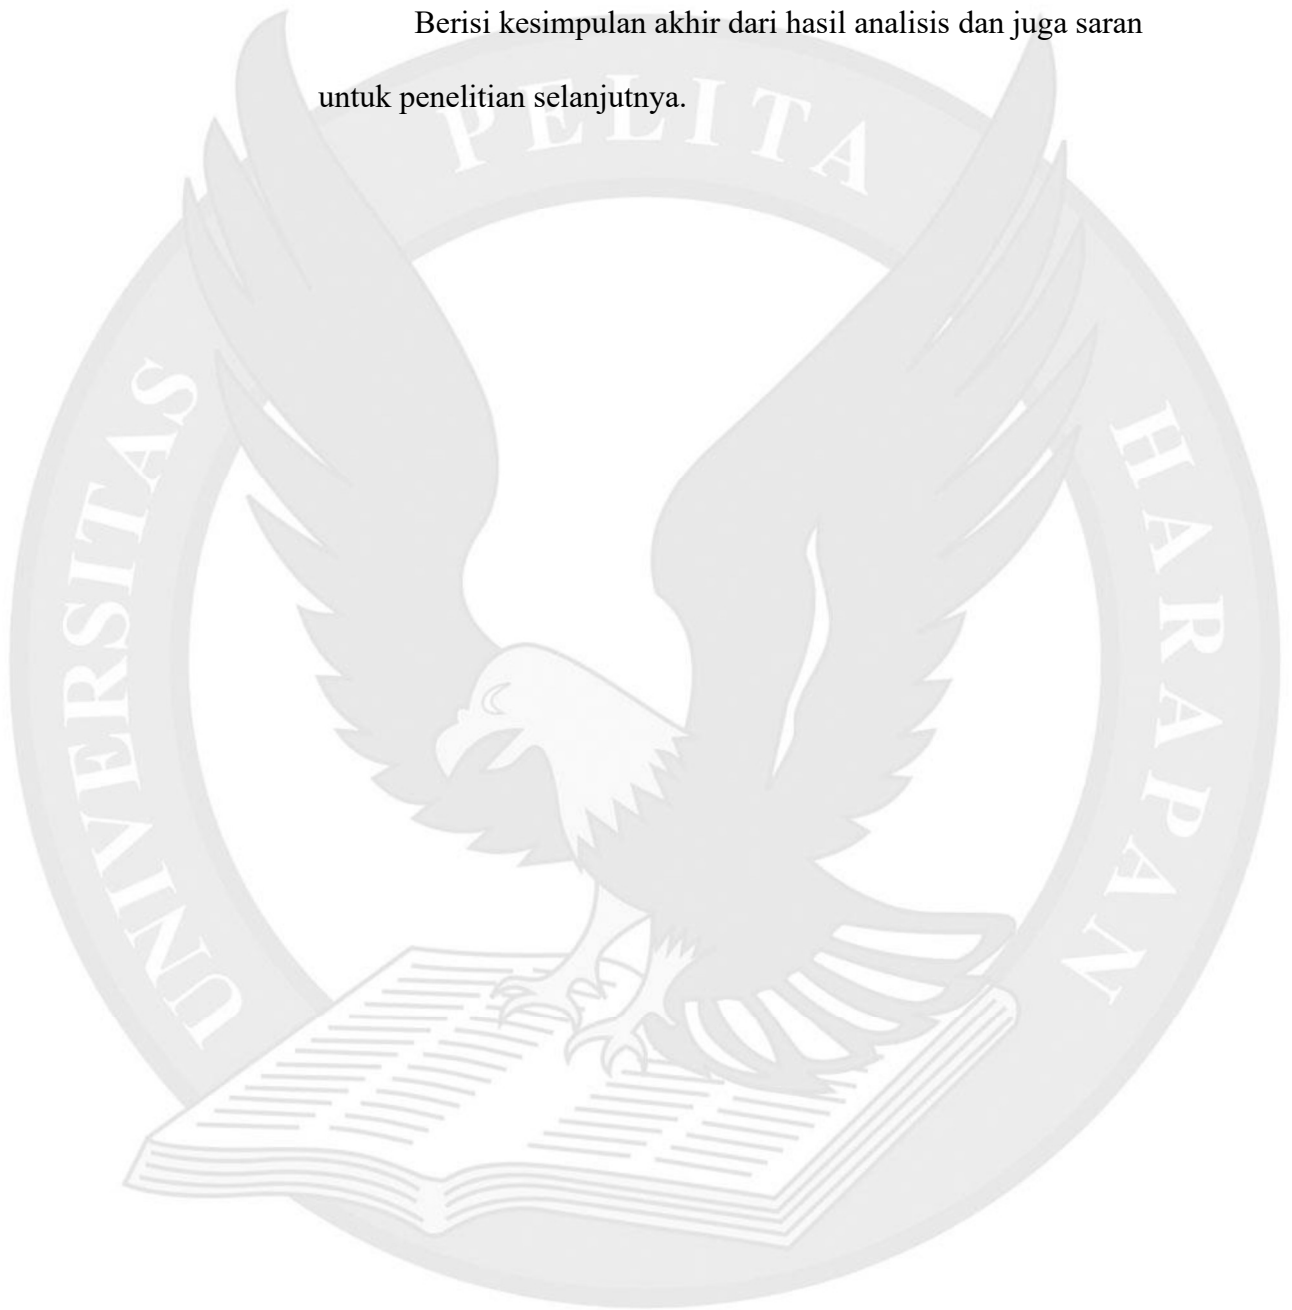 Berisi kesimpulan akhir dari hasil analisis dan juga saran
untuk penelitian selanjutnya.
UNIVERSITAS PELITA HARAPAN